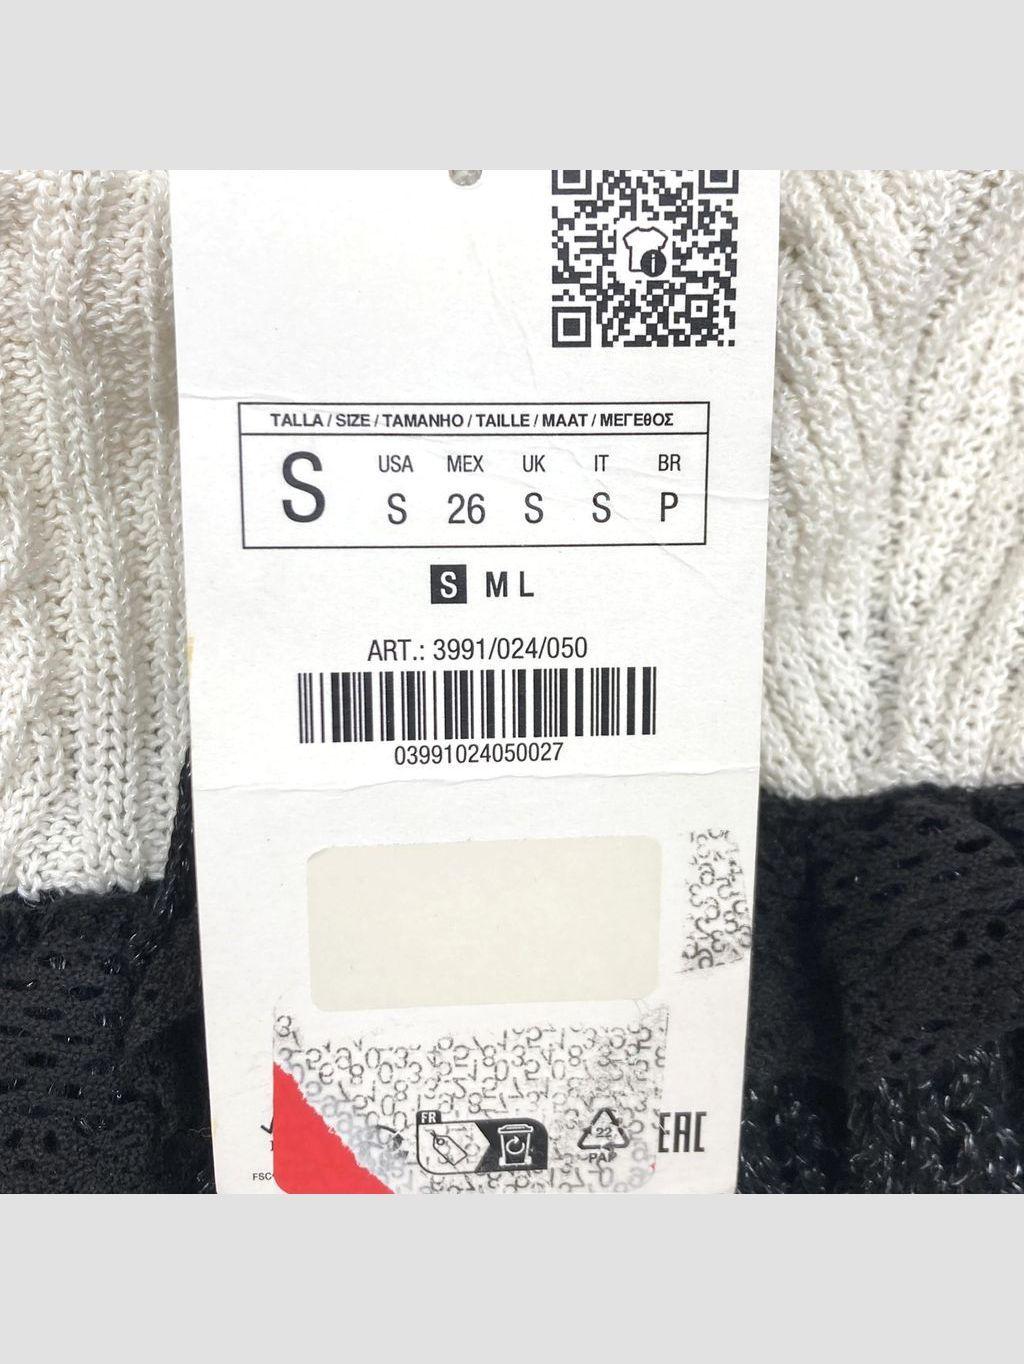 TALLA / SIZE / TAMANHO / TAILLE / MAAT / ΜΕΓΕΘΟΣ
S
USA MEX UK IT BR
S 26 S S P
S M L
ART.: 3991/024/050
03991024050027
FR
22
PAP
EAC
FSC